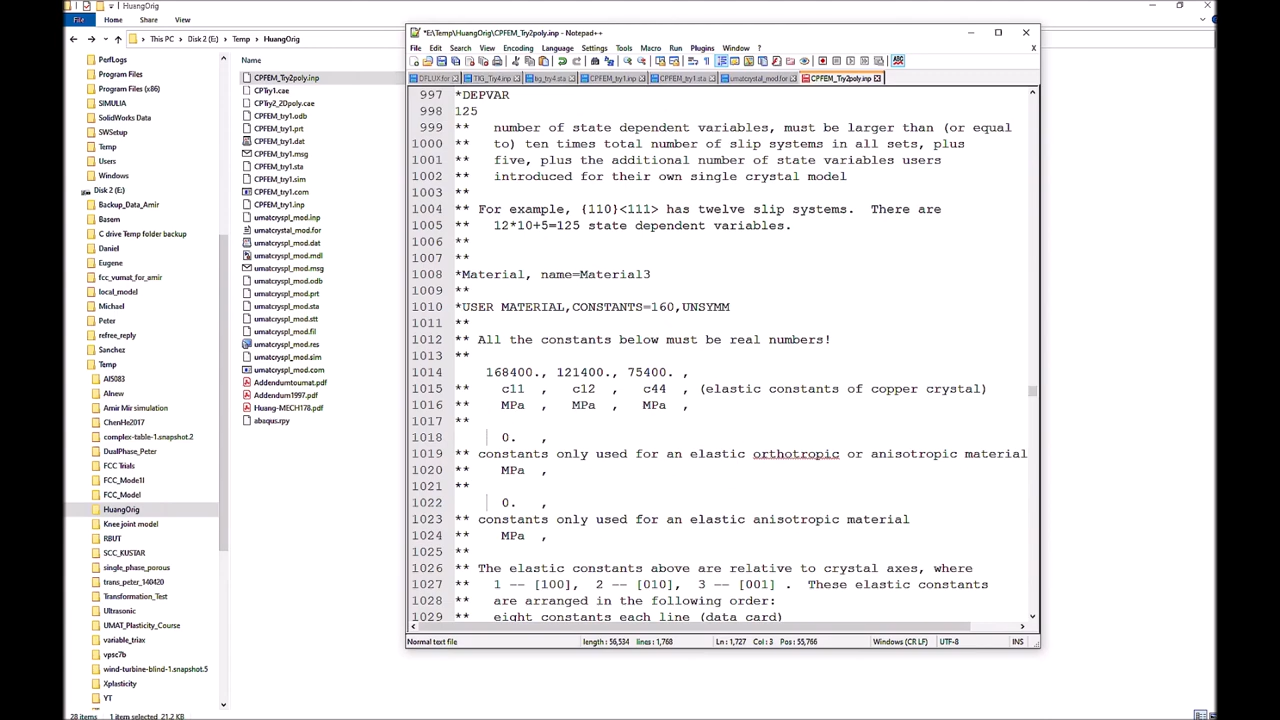 HuangOrig
File
Home
Share
View
This PC
Disk 2 (E:)
Temp
HuangOrig
PerfLogs
Program Files
Program Files (x86)
SIMULIA
SolidWorks Data
SWSetup
Temp
Users
Windows
Disk 2 (E:)
Backup_Data_Amir
Basem
C drive Temp folder backup
Daniel
Eugene
fcc_vumat_for_amir
local_model
Michael
Peter
refree_reply
Sanchez
Temp
Al5083
Alnew
Amir Mir simulation
ChenHe2017
complex-table-1.snapshot.2
DualPhase_Peter
FCC Trials
FCC_Mode1I
FCC_Model
HuangOrig
Knee joint model
RBUT
SCC_KUSTAR
single_phase_porous
trans_peter_140420
Transformation_Test
Ultrasonic
UMAT_Plasticity_Course
variable_triax
vpsc7b
wind-turbine-blind-1.snapshot.5
Xplasticity
YT
28 items
1 item selected 21.2 KB
Name
CPFEM_Try2poly.inp
CPTiy1.cae
CPTiy2_2Dpoly.cae
CPFEM_try1.odb
CPFEM_try1.prt
CPFEM_try1.dat
CPFEM_try1.msg
CPFEM_try1.sta
CPFEM_try1.sim
CPFEM_try1.com
CPFEM_try1.inp
umatcryspl_mod.inp
umatcrystal_mod.for
umatcryspl_mod.dat
umatcryspl_mod.mdl
umatcryspl_mod.msg
umatcryspl_mod.odb
umatcryspl_mod.prt
umatcryspl_mod.sta
umatcryspl_mod.stt
umatcryspl_mod.fil
umatcryspl_mod.res
umatcryspl_mod.sim
umatcryspl_mod.com
Addendumtoumat.pdf
Addendum1997.pdf
Huang-MECH178.pdf
abaqus.rpy
*E:\Temp\HuangOrig\CPFEM_Try2poly.inp - Notepad++
File Edit Search View Encoding Language Settings Tools Macro Run Plugins Window ? X
DFLUX.for TIG_Try4.inp tig_try4.sta CPFEM_try1.inp CPFEM_try1.sta umatcrystal_mod.for CPFEM_Try2poly.inp
997 *DEPVAR
998 125
999 ** number of state dependent variables, must be larger than (or equal
1000 ** to) ten times total number of slip systems in all sets, plus
1001 ** five, plus the additional number of state variables users
1002 ** introduced for their own single crystal model
1003 **
1004 ** For example, {110}<111> has twelve slip systems. There are
1005 ** 12*10+5=125 state dependent variables.
1006 **
1007 **
1008 *Material, name=Material3
1009 **
1010 *USER MATERIAL,CONSTANTS=160,UNSYMM
1011 **
1012 ** All the constants below must be real numbers!
1013 **
1014 168400., 121400., 75400. ,
1015 ** c11 , c12 , c44 , (elastic constants of copper crystal)
1016 ** MPa , MPa , MPa ,
1017 **
1018 0. ,
1019 ** constants only used for an elastic orthotropic or anisotropic material
1020 ** MPa ,
1021 **
1022 0. ,
1023 ** constants only used for an elastic anisotropic material
1024 ** MPa ,
1025 **
1026 ** The elastic constants above are relative to crystal axes, where
1027 ** 1 -- [100], 2 -- [010], 3 -- [001] . These elastic constants
1028 ** are arranged in the following order:
1029 ** eight constants each line (data card)
Normal text file
length : 56,534 lines : 1,768
Ln : 1,727 Col : 3 Pos : 55,766
Windows (CR LF)
UTF-8
INS